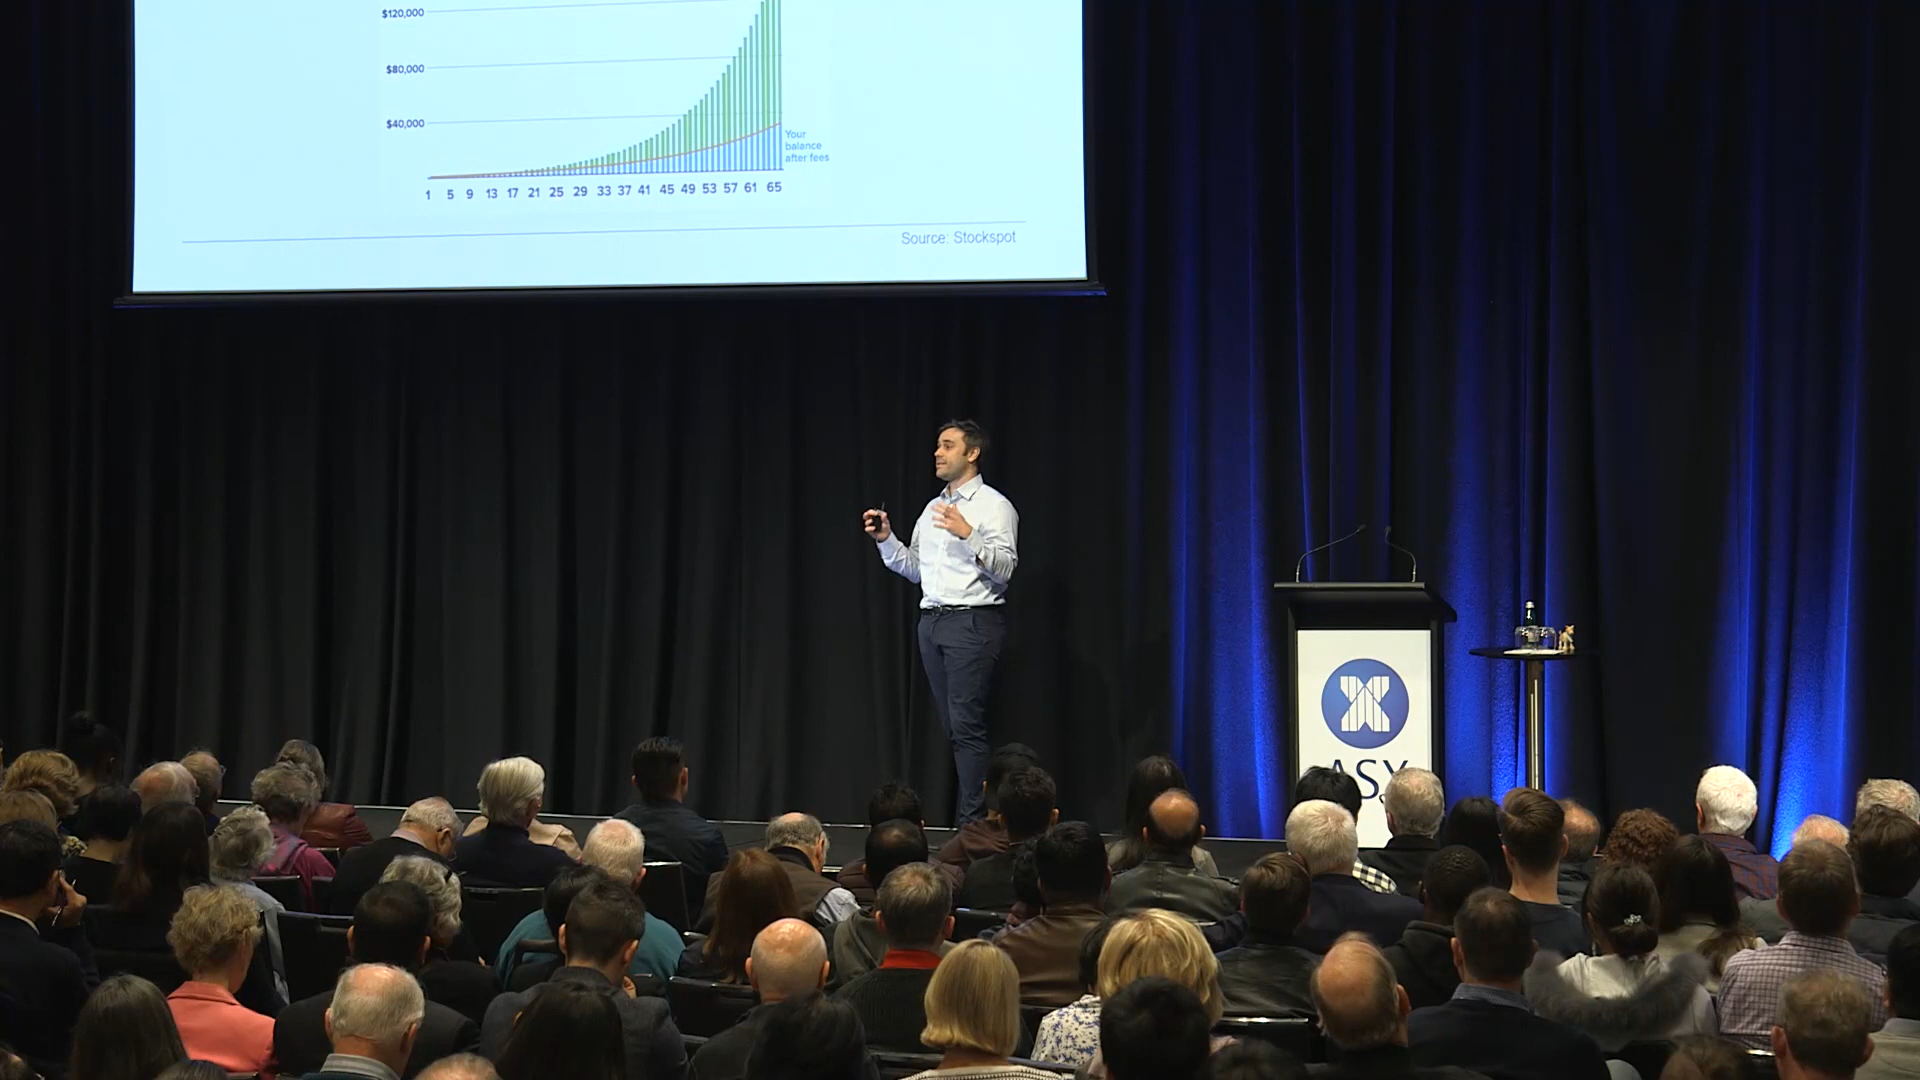 $120,000
$80,000
$40,000
Your
balance
after fees
1 5 9 13 17 21 25 29 33 37 41 45 49 53 57 61 65
Source: Stockspot
ASX